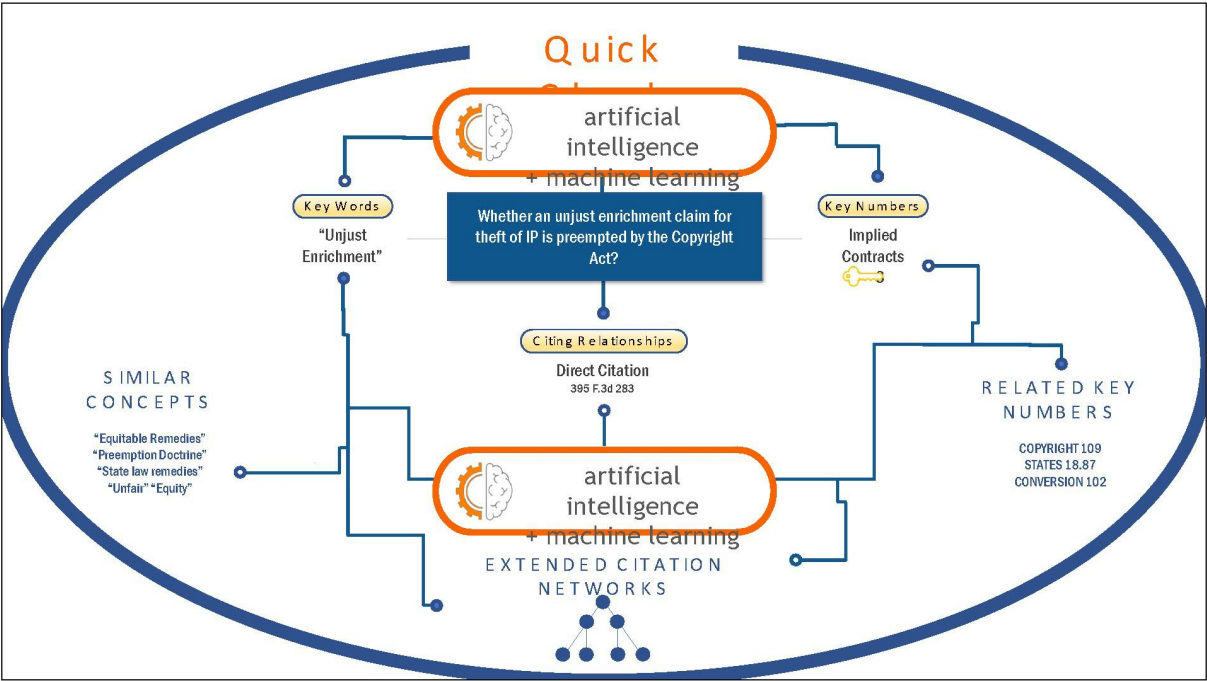 Quick
artificial
intelligence
+ machine learning
Key Words
"Unjust
Enrichment"
Whether an unjust enrichment claim for
theft of IP is preempted by the Copyright
Act?
Key Numbers
Implied
Contracts
Citing Relationships
Direct Citation
395 F.3d 283
SIMILAR
CONCEPTS
"Equitable Remedies"
"Preemption Doctrine"
"State law remedies"
"Unfair" "Equity"
RELATED KEY
NUMBERS
COPYRIGHT 109
STATES 18.87
CONVERSION 102
artificial
intelligence
+ machine learning
EXTENDED CITATION
NETWORKS